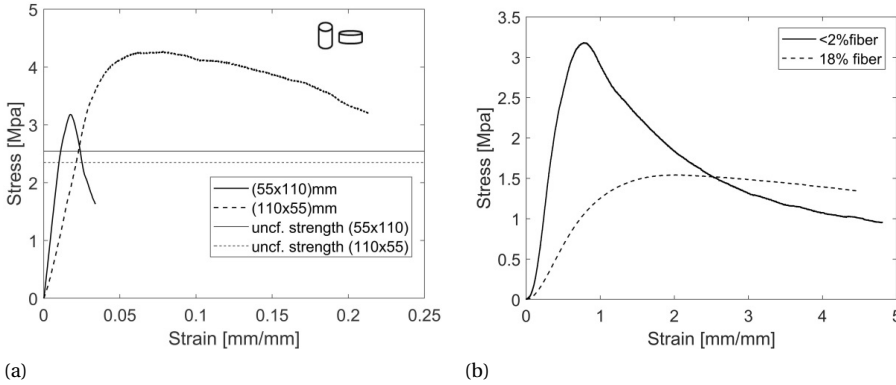 5
4
3
2
1
0
0
0.05
0.1
0.15
0.2
0.25
Stress [Mpa]
Strain [mm/mm]
(55x110)mm
(110x55)mm
uncf. strength (55x110)
uncf. strength (110x55)
(a)
3.5
3
2.5
2
1.5
1
0.5
0
0
1
2
3
4
5
Stress [Mpa]
Strain [mm/mm]
<2%fiber
18% fiber
(b)